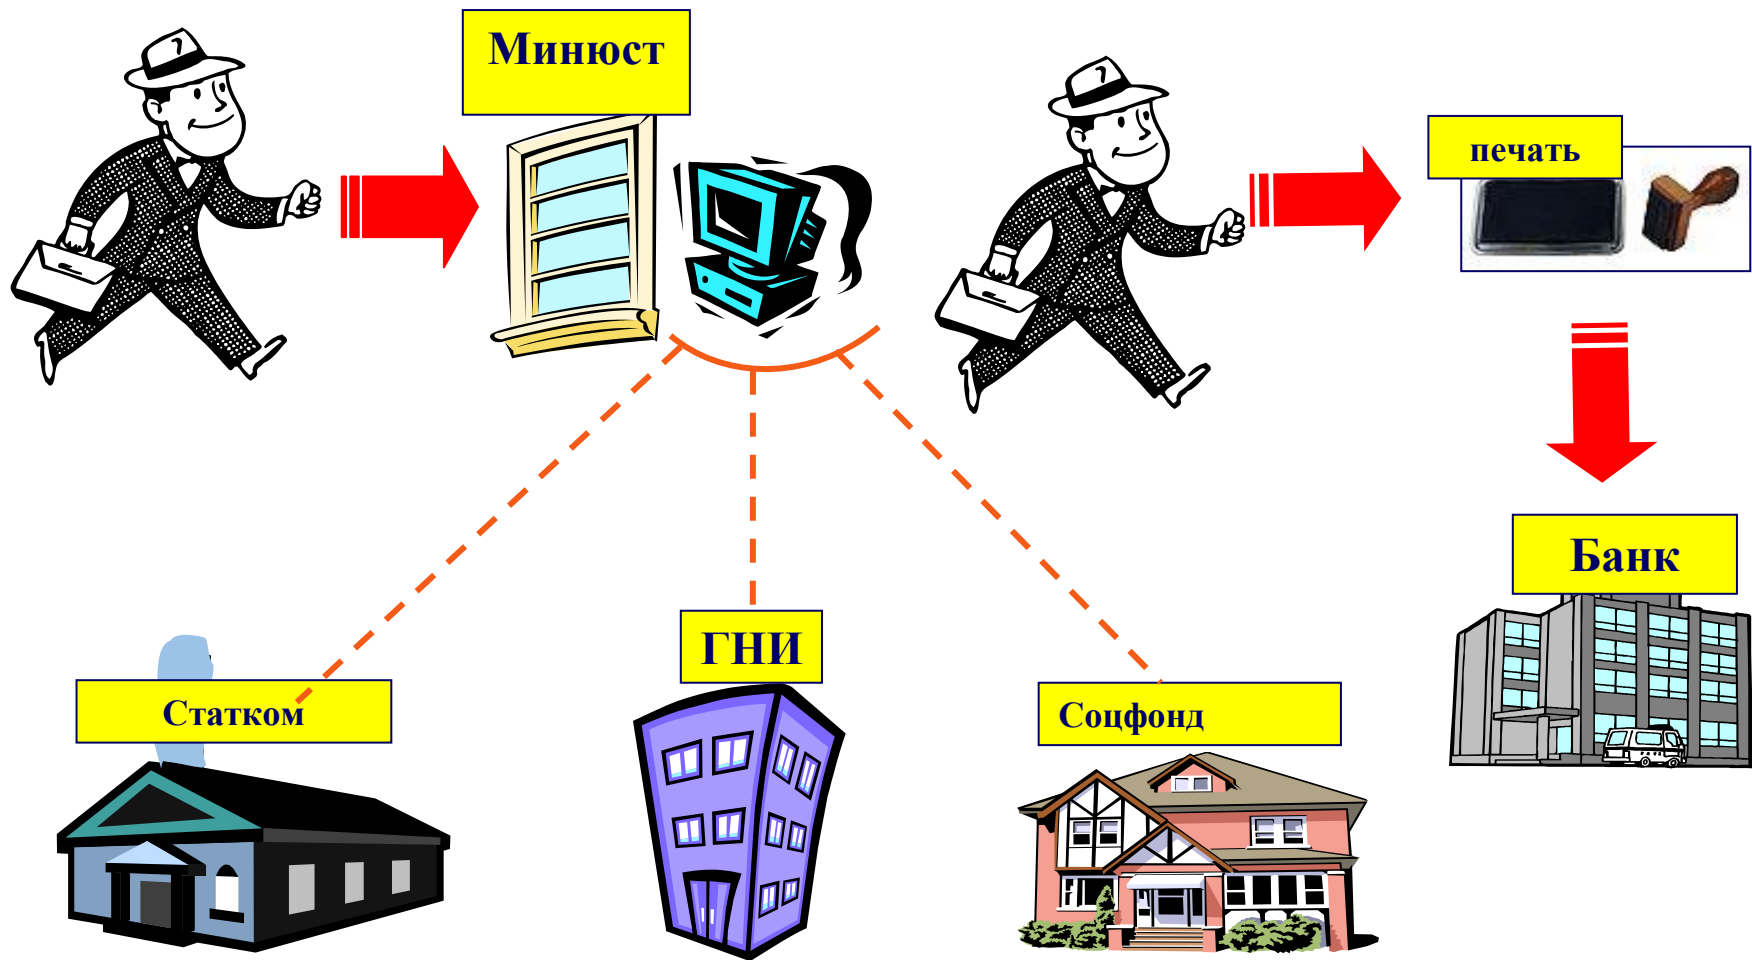 Минюст
печать
Банк
ГНИ
Статком
Соцфонд